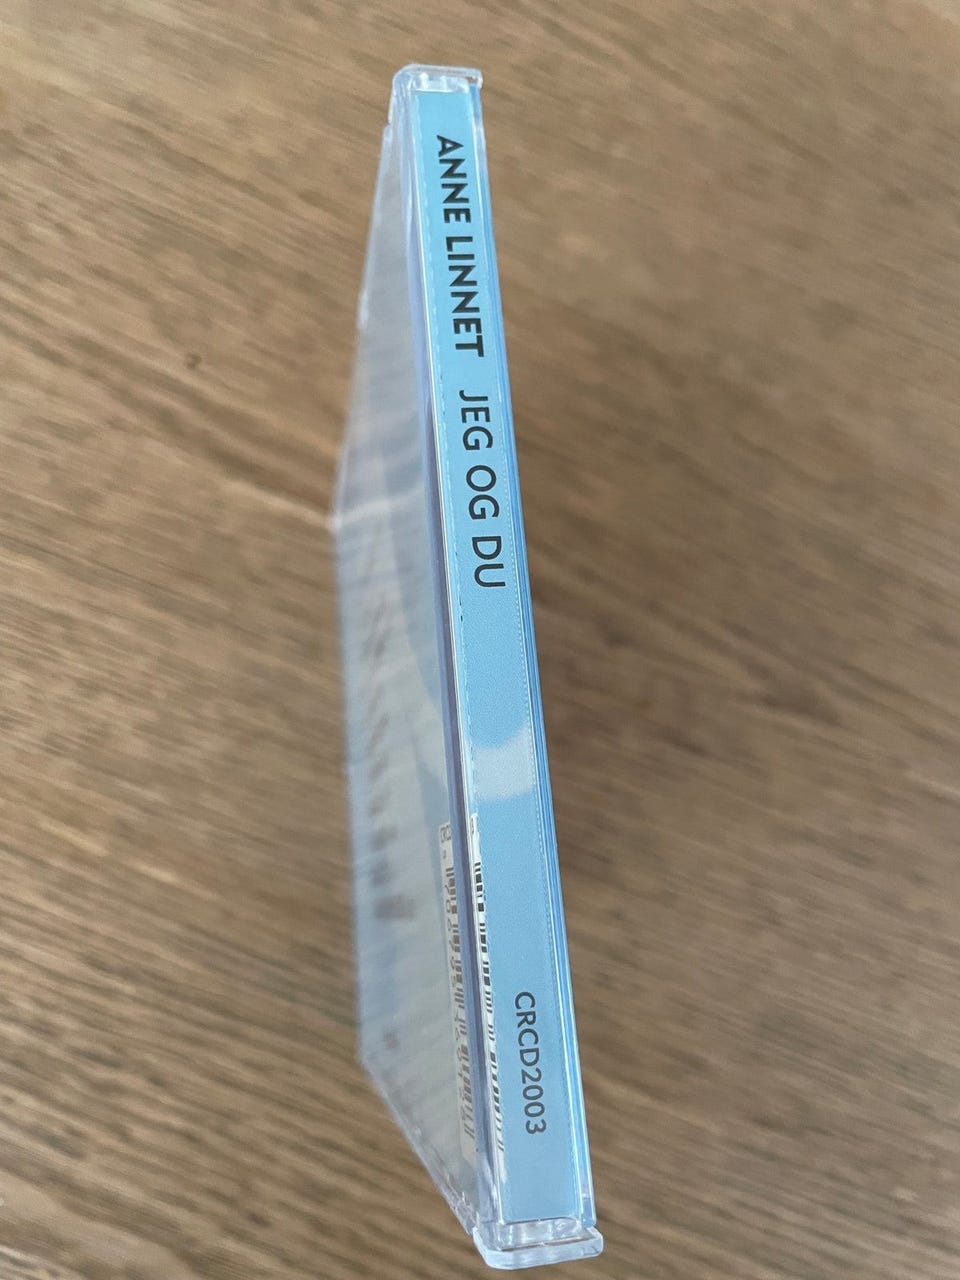 ANNE LINNET JEG OG DU CRCD2003